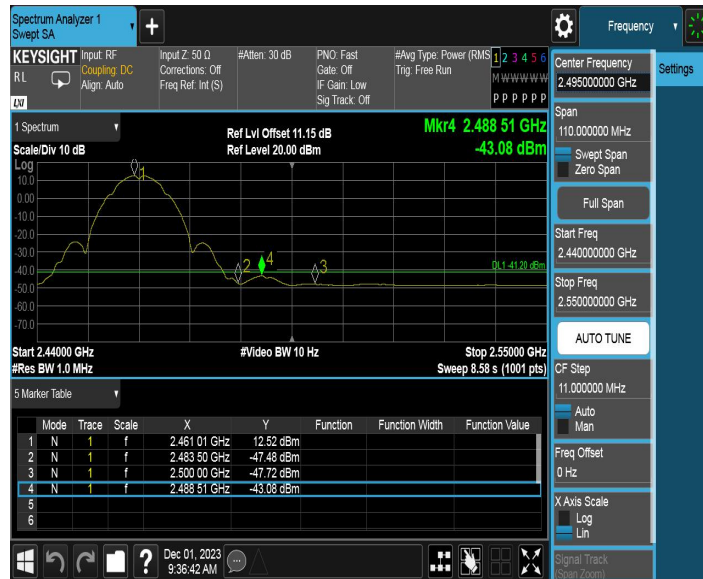 Spectrum Analyzer 1
Swept SA
+
Frequency
KEYSIGHT
RL
LXI
Input: RF
Coupling: DC
Align: Auto
Input Z: 50 Ω
Corrections: Off
Freq Ref: Int (S)
#Atten: 30 dB
PNO: Fast
Gate: Off
IF Gain: Low
Sig Track: Off
#Avg Type: Power (RMS
Trig: Free Run
1 2 3 4 5 6
M W W W W W
P P P P P P
1 Spectrum
Scale/Div 10 dB
Ref Lvl Offset 11.15 dB
Ref Level 20.00 dBm
Mkr4 2.488 51 GHz
-43.08 dBm
Log
10.0
0.00
-10.0
-20.0
-30.0
-40.0
-50.0
-60.0
-70.0
1
2
4
3
DL1 -41.20 dBm
Start 2.44000 GHz
#Video BW 10 Hz
Stop 2.55000 GHz
#Res BW 1.0 MHz
Sweep 8.58 s (1001 pts)
5 Marker Table
Mode Trace Scale X Y Function Function Width Function Value
1 N 1 f 2.461 01 GHz 12.52 dBm
2 N 1 f 2.483 50 GHz -47.48 dBm
3 N 1 f 2.500 00 GHz -47.72 dBm
4 N 1 f 2.488 51 GHz -43.08 dBm
5
6
?
Dec 01, 2023
9:36:42 AM
Center Frequency
2.495000000 GHz
Settings
Span
110.000000 MHz
Swept Span
Zero Span
Full Span
Start Freq
2.440000000 GHz
Stop Freq
2.550000000 GHz
AUTO TUNE
CF Step
11.000000 MHz
Auto
Man
Freq Offset
0 Hz
X Axis Scale
Log
Lin
Signal Track
(Span Zoom)